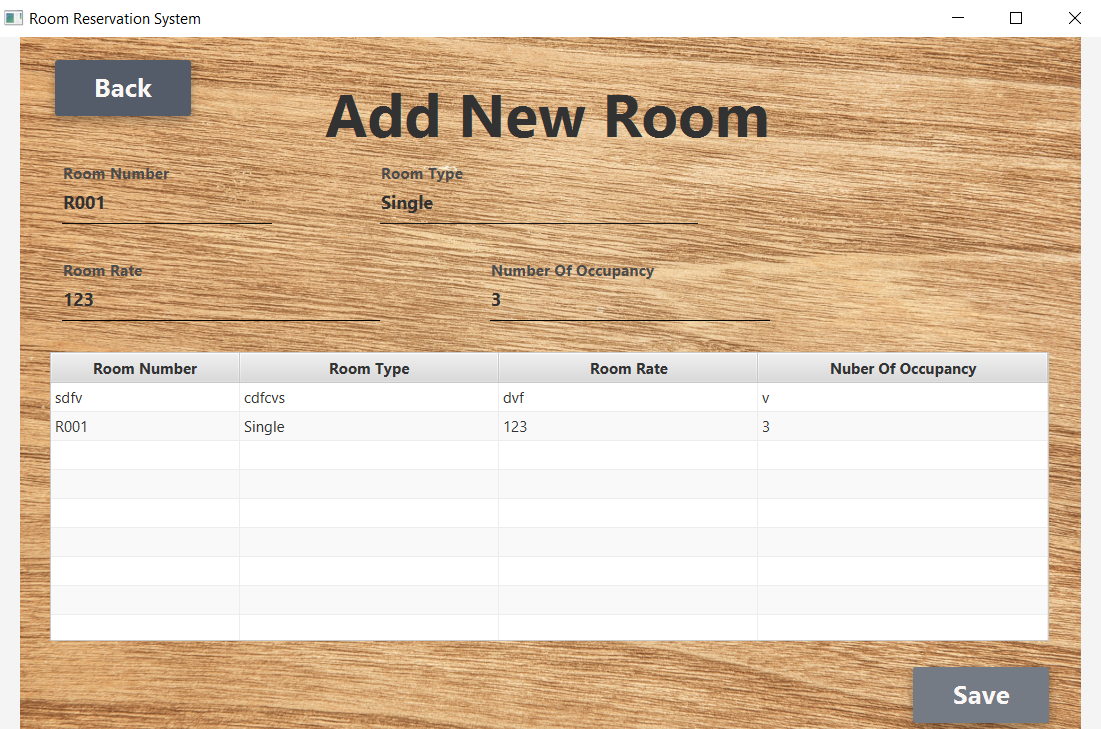 Room Reservation System
Back
Add New Room
Room Number Room Type
R001 Single
Room Rate Number Of Occupancy
123 3
Room Number Room Type Room Rate Nuber Of Occupancy
sdfv cdfcvs dvf v
R001 Single 123 3
Save